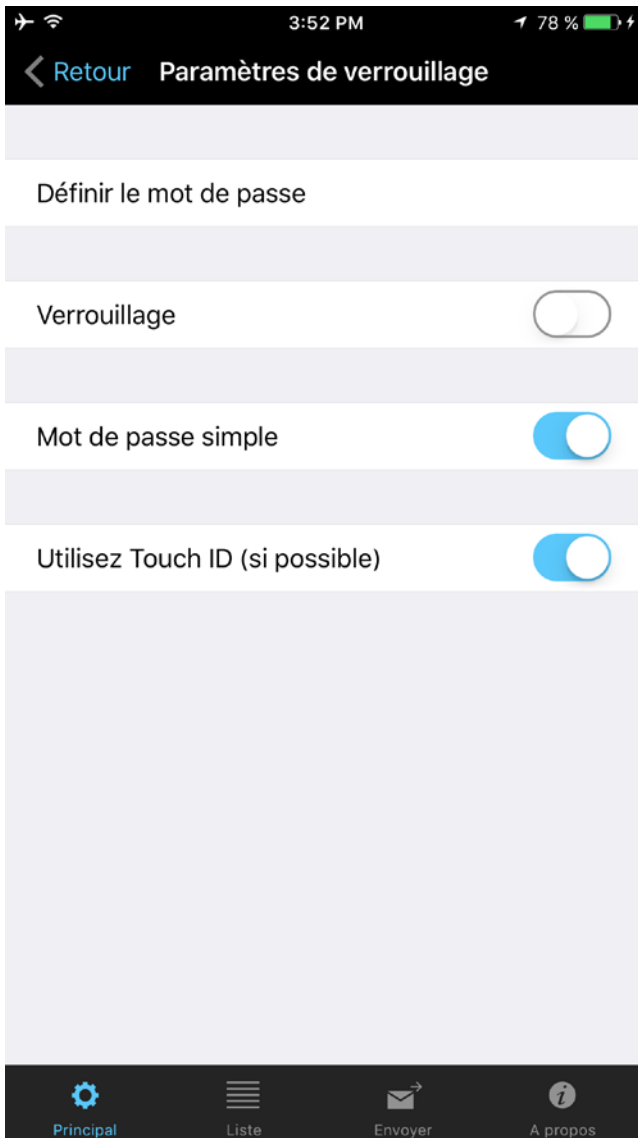 3:52 PM
78 %
Retour
Paramètres de verrouillage
Définir le mot de passe
Verrouillage
Mot de passe simple
Utilisez Touch ID (si possible)
Principal
Liste
Envoyer
A propos